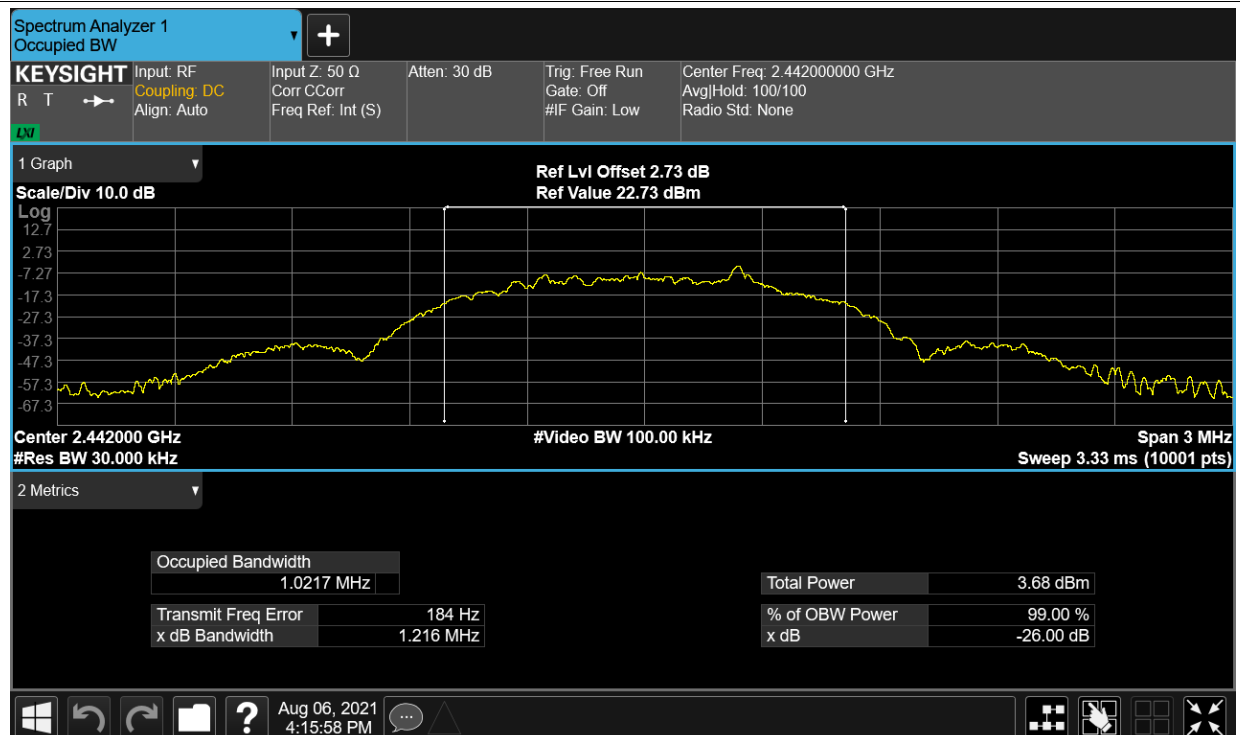 Spectrum Analyzer 1
Occupied BW
+
KEYSIGHT
R T
LXI
Input: RF
Coupling: DC
Align: Auto
Input Z: 50 Ω
Corr CCorr
Freq Ref: Int (S)
Atten: 30 dB
Trig: Free Run
Gate: Off
#IF Gain: Low
Center Freq: 2.442000000 GHz
Avg|Hold: 100/100
Radio Std: None
1 Graph
Scale/Div 10.0 dB
Ref Lvl Offset 2.73 dB
Ref Value 22.73 dBm
Log
12.7
2.73
-7.27
-17.3
-27.3
-37.3
-47.3
-57.3
-67.3
Center 2.442000 GHz
#Video BW 100.00 kHz
Span 3 MHz
#Res BW 30.000 kHz
Sweep 3.33 ms (10001 pts)
2 Metrics
Occupied Bandwidth
1.0217 MHz
Total Power 3.68 dBm
Transmit Freq Error 184 Hz
% of OBW Power 99.00 %
x dB Bandwidth 1.216 MHz
x dB -26.00 dB
?
Aug 06, 2021
4:15:58 PM